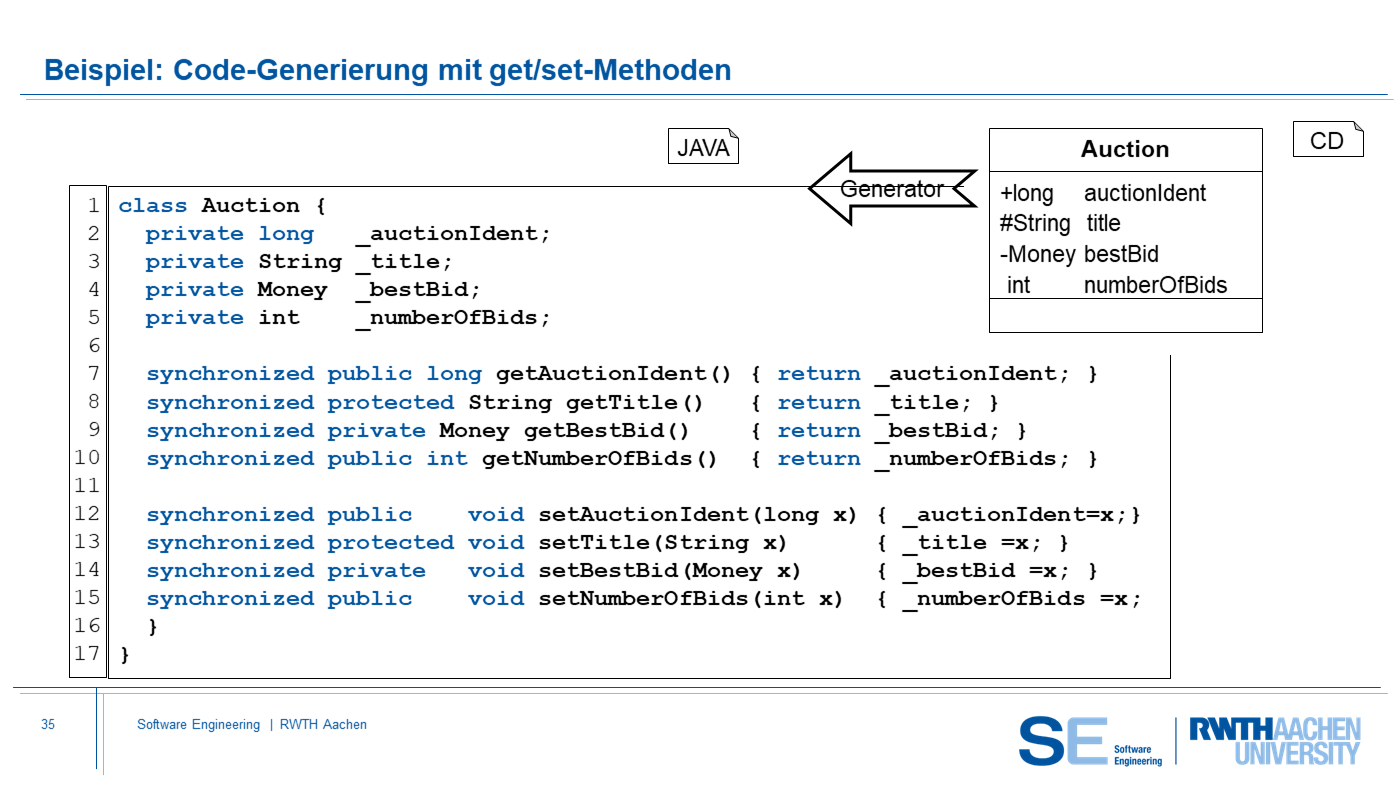 Beispiel: Code-Generierung mit get/set-Methoden
JAVA
Generator
CD
Auction
+long auctionIdent
#String title
-Money bestBid
int numberOfBids
1 class Auction {
2 private long _auctionIdent;
3 private String _title;
4 private Money _bestBid;
5 private int _numberOfBids;
6
7 synchronized public long getAuctionIdent() { return _auctionIdent; }
8 synchronized protected String getTitle() { return _title; }
9 synchronized private Money getBestBid() { return _bestBid; }
10 synchronized public int getNumberOfBids() { return _numberOfBids; }
11
12 synchronized public void setAuctionIdent(long x) { _auctionIdent=x;}
13 synchronized protected void setTitle(String x) { _title =x; }
14 synchronized private void setBestBid(Money x) { _bestBid =x; }
15 synchronized public void setNumberOfBids(int x) { _numberOfBids =x;
16 }
17 }
35
Software Engineering | RWTH Aachen
SE Software
Engineering
RWTHAACHEN
UNIVERSITY